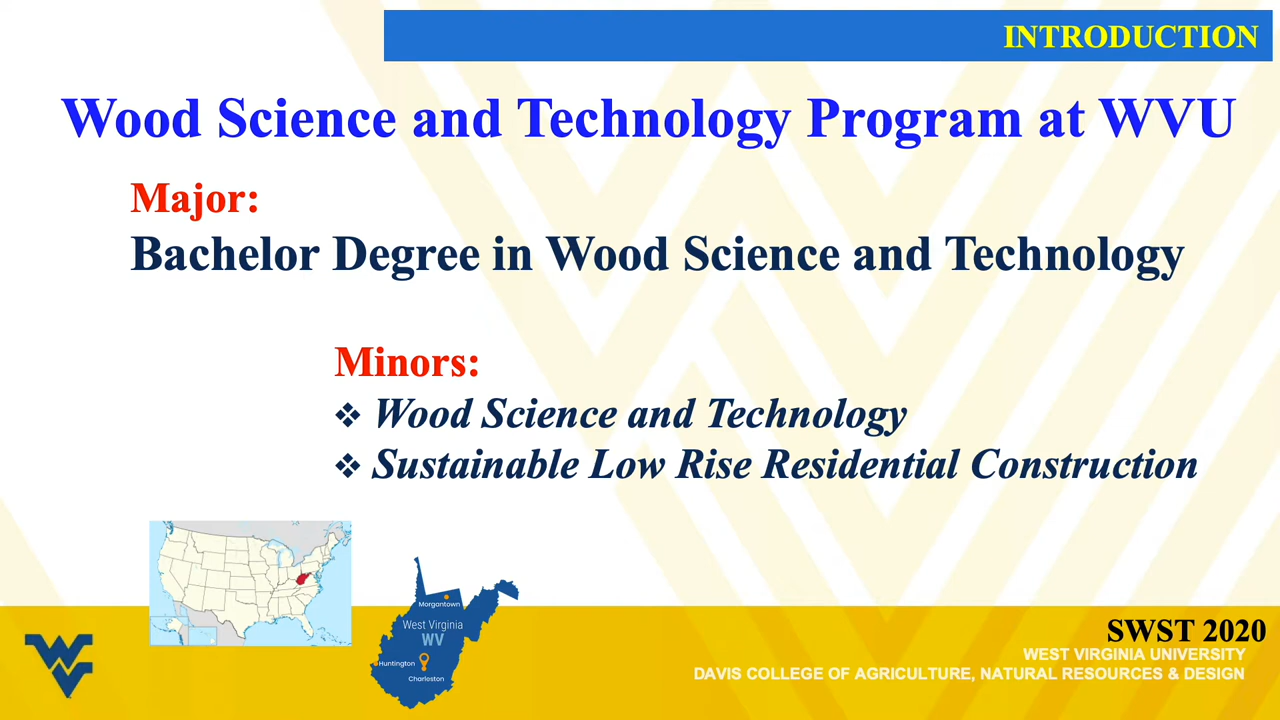 INTRODUCTION
Wood Science and Technology Program at WVU
Major:
Bachelor Degree in Wood Science and Technology
Minors:
❖ Wood Science and Technology
❖ Sustainable Low Rise Residential Construction
Morgantown
West Virginia
WV
Huntington
Charleston
SWST 2020
WEST VIRGINIA UNIVERSITY
DAVIS COLLEGE OF AGRICULTURE, NATURAL RESOURCES & DESIGN
WV